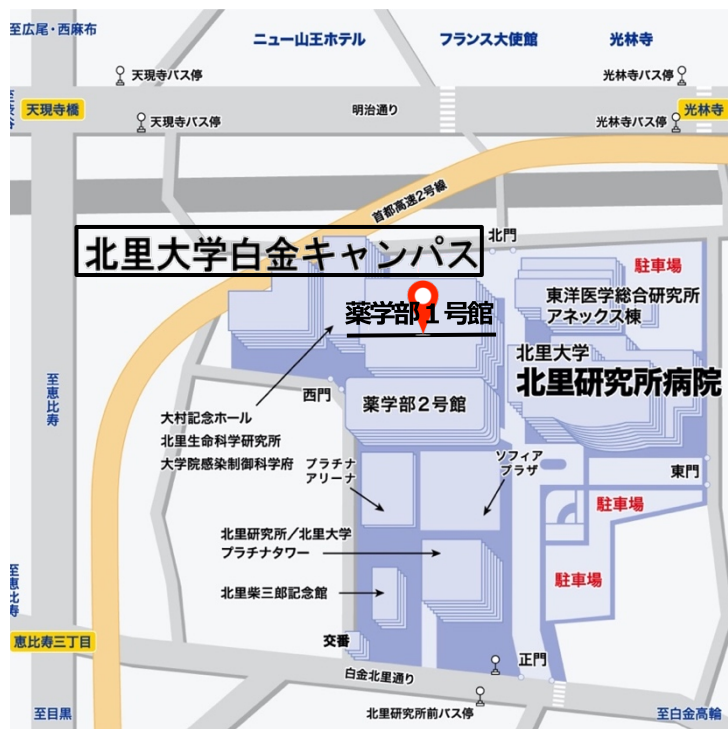 至広尾・西麻布
ニュー山王ホテル
フランス大使館
光林寺
天現寺バス停
光林寺バス停
天現寺橋
明治通り
光林寺
天現寺バス停
光林寺バス停
首都高速2号線
北里大学白金キャンパス
北門
駐車場
東洋医学総合研究所
アネックス棟
薬学部1号館
北里大学
北里研究所病院
至恵比寿
西門
薬学部2号館
大村記念ホール
北里生命科学研究所
大学院感染制御科学府
プラチナ
アリーナ
ソフィア
プラザ
東門
駐車場
北里研究所／北里大学
プラチナタワー
駐車場
北里柴三郎記念館
至恵比寿
恵比寿三丁目
交番
正門
白金北里通り
至目黒
北里研究所前バス停
至白金高輪